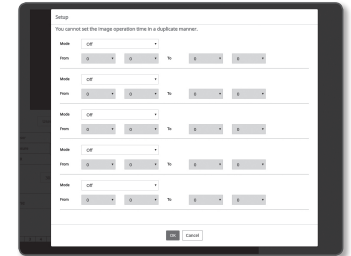 Setup
You cannot set the image operation time in a duplicate manner.
Mode Off
From 0 0 To 0 0
Mode Off
From 0 0 To 0 0
Mode Off
From 0 0 To 0 0
Mode Off
From 0 0 To 0 0
Mode Off
From 0 0 To 0 0
OK Cancel